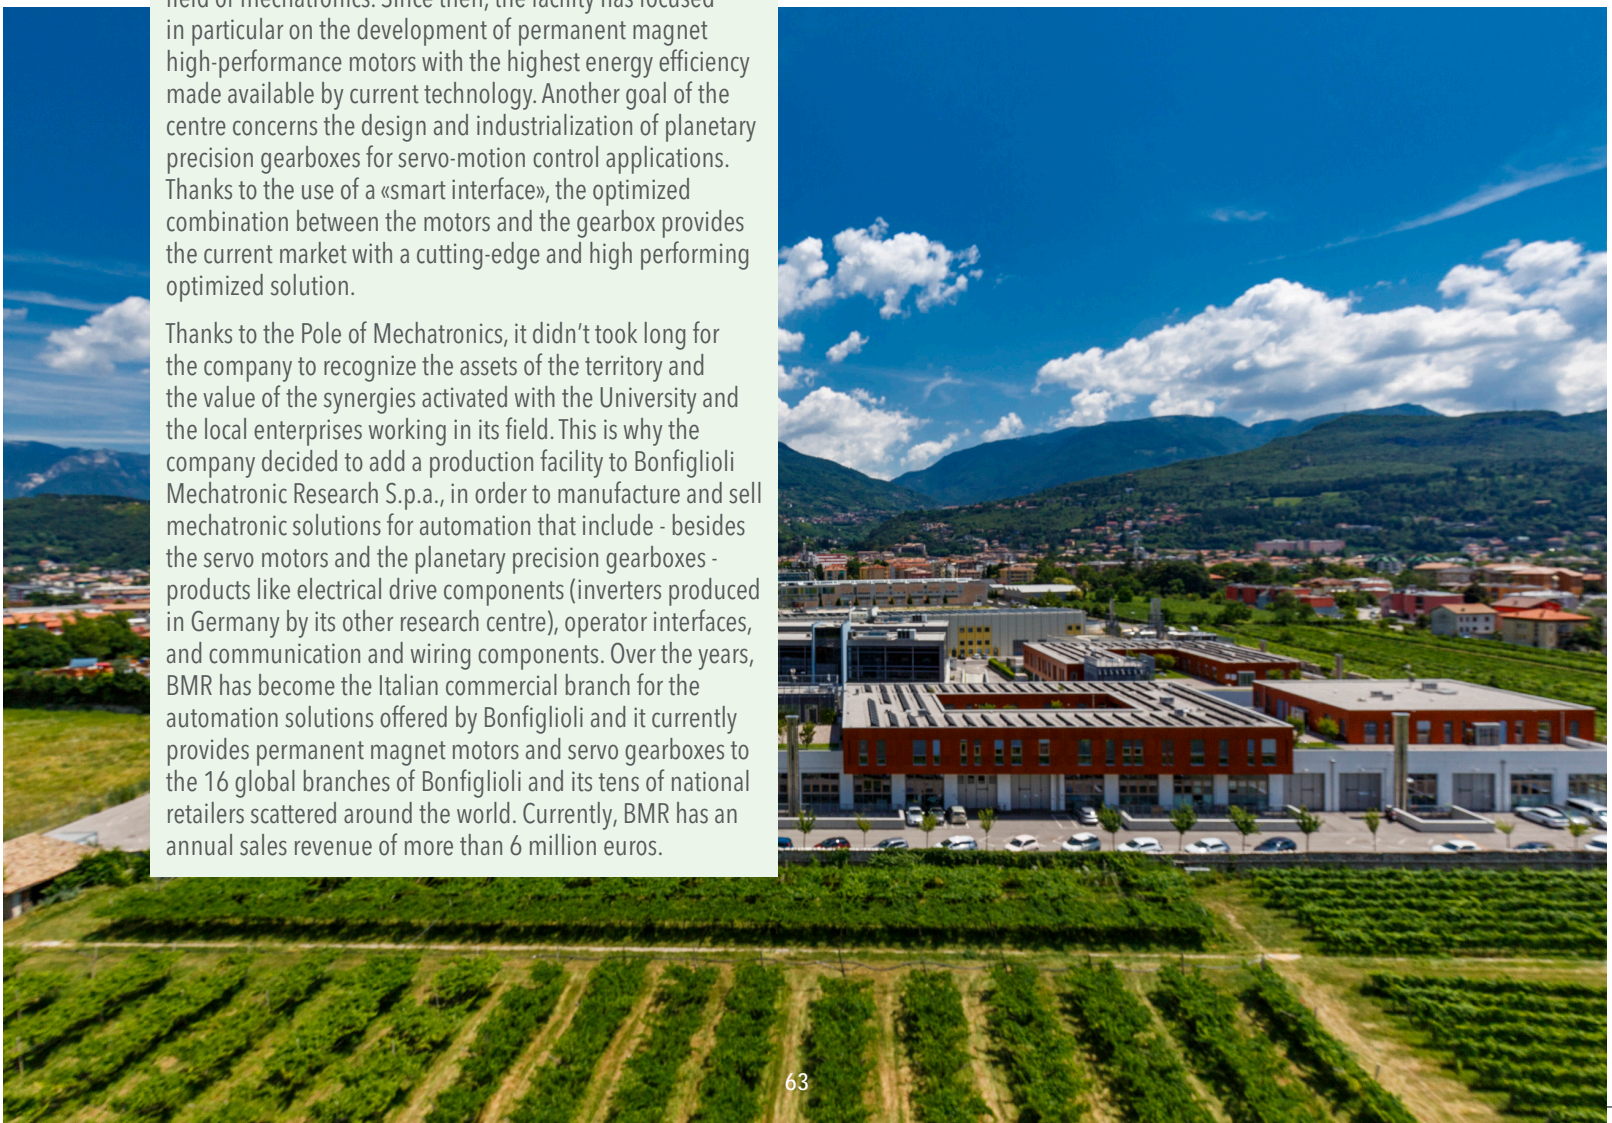 field of mechatronics. Since then, the facility has focused
in particular on the development of permanent magnet
high-performance motors with the highest energy efficiency
made available by current technology. Another goal of the
centre concerns the design and industrialization of planetary
precision gearboxes for servo-motion control applications.
Thanks to the use of a «smart interface», the optimized
combination between the motors and the gearbox provides
the current market with a cutting-edge and high performing
optimized solution.
Thanks to the Pole of Mechatronics, it didn’t took long for
the company to recognize the assets of the territory and
the value of the synergies activated with the University and
the local enterprises working in its field. This is why the
company decided to add a production facility to Bonfiglioli
Mechatronic Research S.p.a., in order to manufacture and sell
mechatronic solutions for automation that include - besides
the servo motors and the planetary precision gearboxes -
products like electrical drive components (inverters produced
in Germany by its other research centre), operator interfaces,
and communication and wiring components. Over the years,
BMR has become the Italian commercial branch for the
automation solutions offered by Bonfiglioli and it currently
provides permanent magnet motors and servo gearboxes to
the 16 global branches of Bonfiglioli and its tens of national
retailers scattered around the world. Currently, BMR has an
annual sales revenue of more than 6 million euros.
63